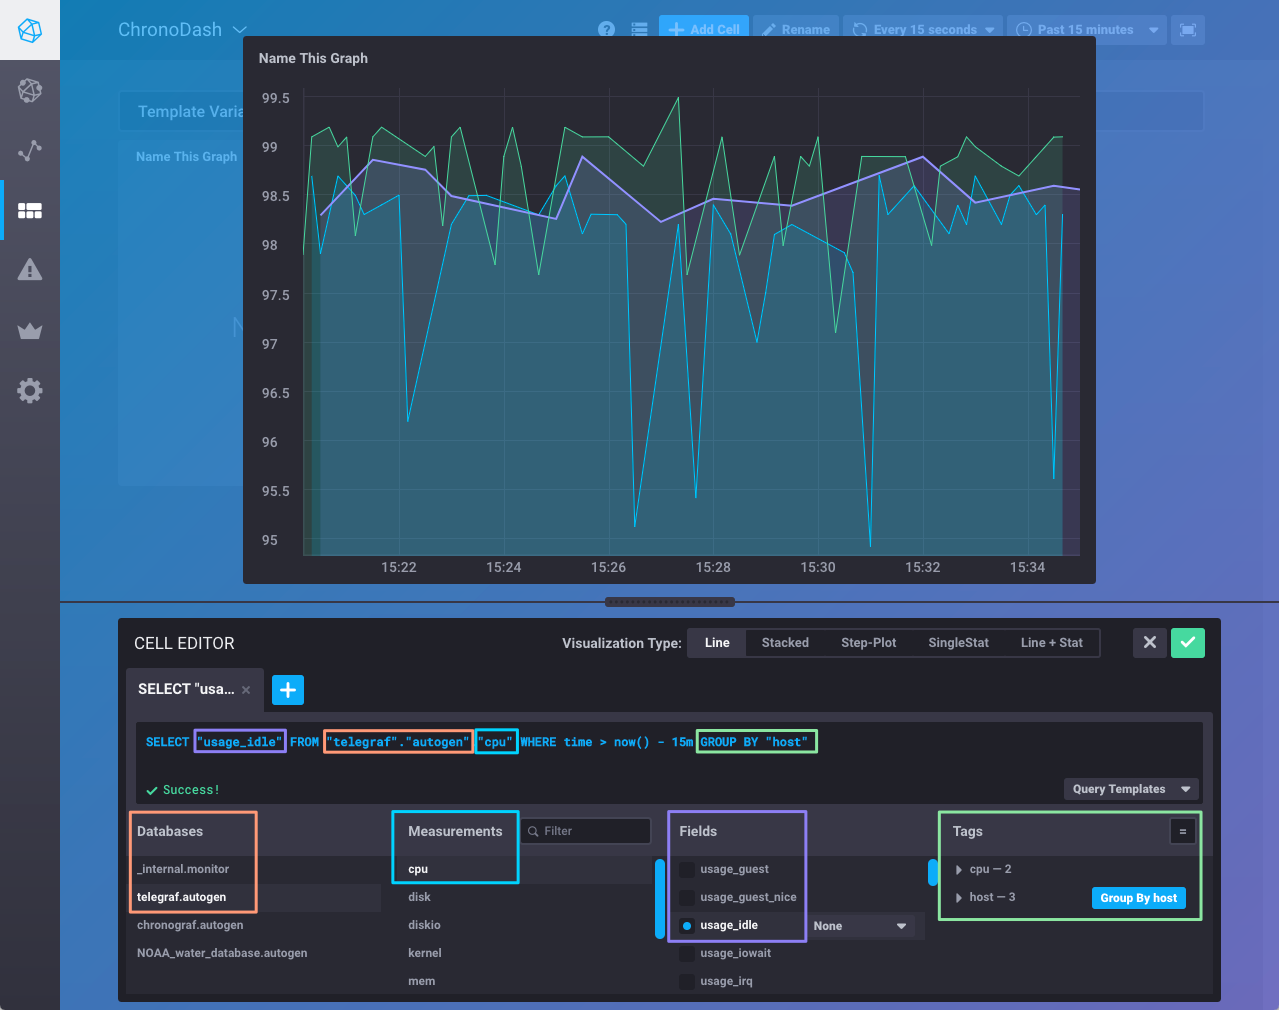 ChronoDash
?
Add Cell
Rename
Every 15 seconds
Past 15 minutes
Name This Graph
Template Varia
Name This Graph
N
99.5
99
98.5
98
97.5
97
96.5
96
95.5
95
15:22
15:24
15:26
15:28
15:30
15:32
15:34
CELL EDITOR
Visualization Type:
Line
Stacked
Step-Plot
SingleStat
Line + Stat
SELECT "usa...
SELECT "usage_idle" FROM "telegraf"."autogen" "cpu" WHERE time > now() - 15m GROUP BY "host"
Success!
Query Templates
Databases
_internal.monitor
telegraf.autogen
chronograf.autogen
NOAA_water_database.autogen
Measurements
Filter
cpu
disk
diskio
kernel
mem
Fields
usage_guest
usage_guest_nice
usage_idle
None
usage_iowait
usage_irq
Tags
=
cpu — 2
host — 3
Group By host